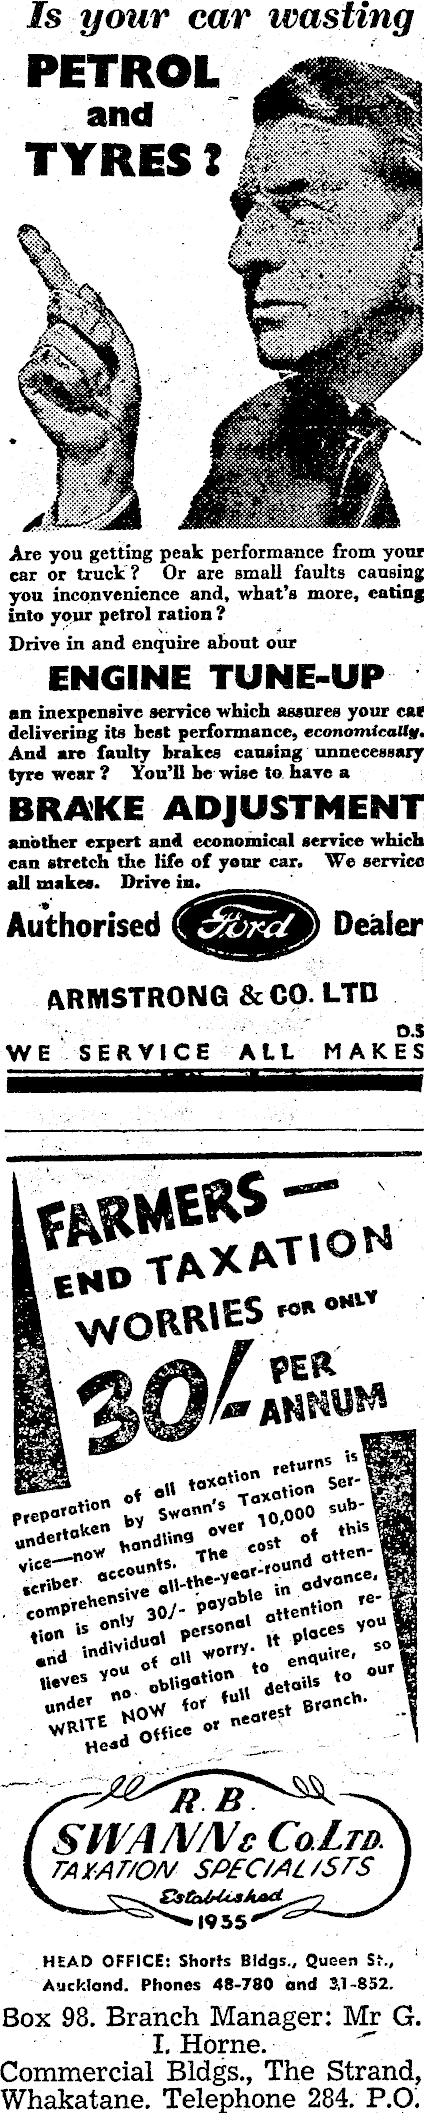 Is your car wasting
PETROL
and
TYRES?
Are you getting peak performance from your
car or truck? Or are small faults causing
you inconvenience and, what's more, eating
into your petrol ration?
Drive in and enquire about our
ENGINE TUNE-UP
an inexpensive service which assures your car
delivering its best performance, economically.
And are faulty brakes causing unnecessary
tyre wear? You'll be wise to have a
BRAKE ADJUSTMENT
another expert and economical service which
can stretch the life of your car. We service
all makes. Drive in.
Authorised Ford Dealer
ARMSTRONG & CO. LTD
D.S
WE SERVICE ALL MAKES
FARMERS—
END TAXATION
WORRIES FOR ONLY
30/- PER
ANNUM
Preparation of all taxation returns is
undertaken by Swann's Taxation Ser-
vice—now handling over 10,000 sub-
scriber accounts. The cost of this
comprehensive all-the-year-round atten-
tion is only 30/- payable in advance,
and individual personal attention re-
lieves you of all worry. It places you
under no obligation to enquire, so
WRITE NOW for full details to our
Head Office or nearest Branch.
R. B.
SWANN & CO. LTD.
TAXATION SPECIALISTS
Established
1935
HEAD OFFICE: Shorts Bldgs., Queen St.,
Auckland. Phones 48-780 and 31-852.
Box 98. Branch Manager: Mr G.
I. Horne.
Commercial Bldgs., The Strand,
Whakatane. Telephone 284. P.O.